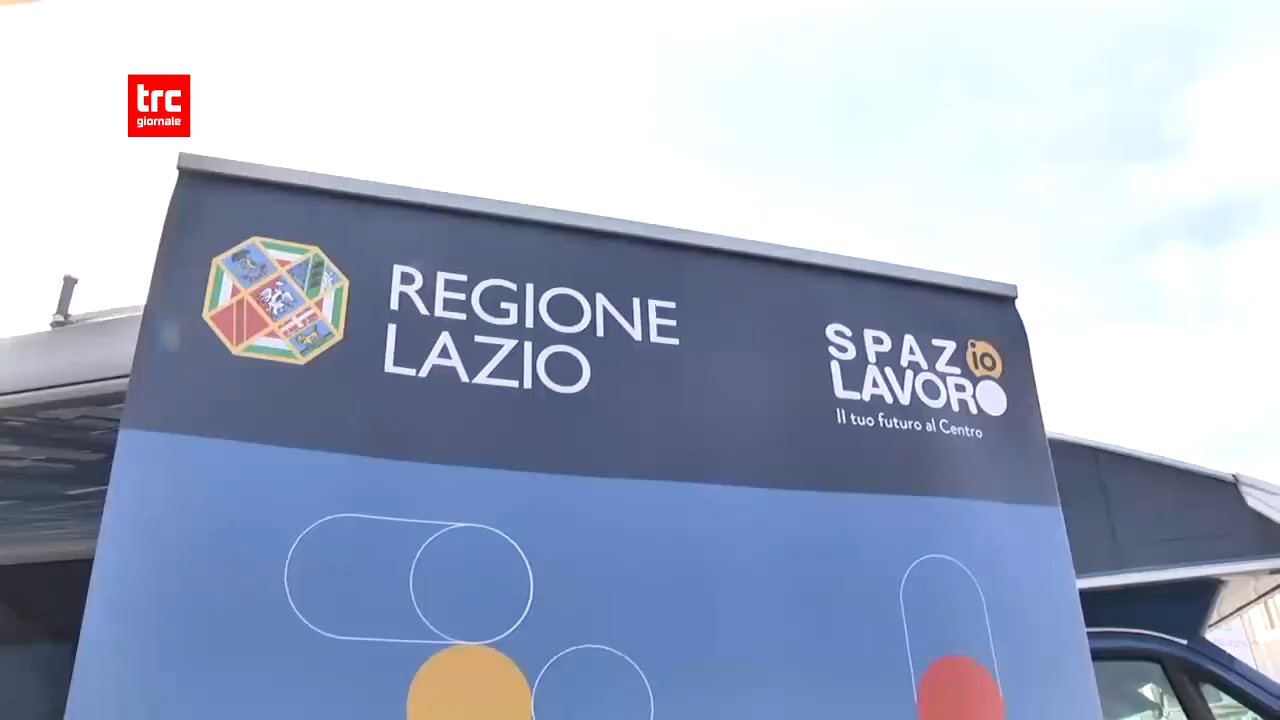 trc
giornale
REGIONE
LAZIO
SPAZio
LAVORO
Il tuo futuro al Centro